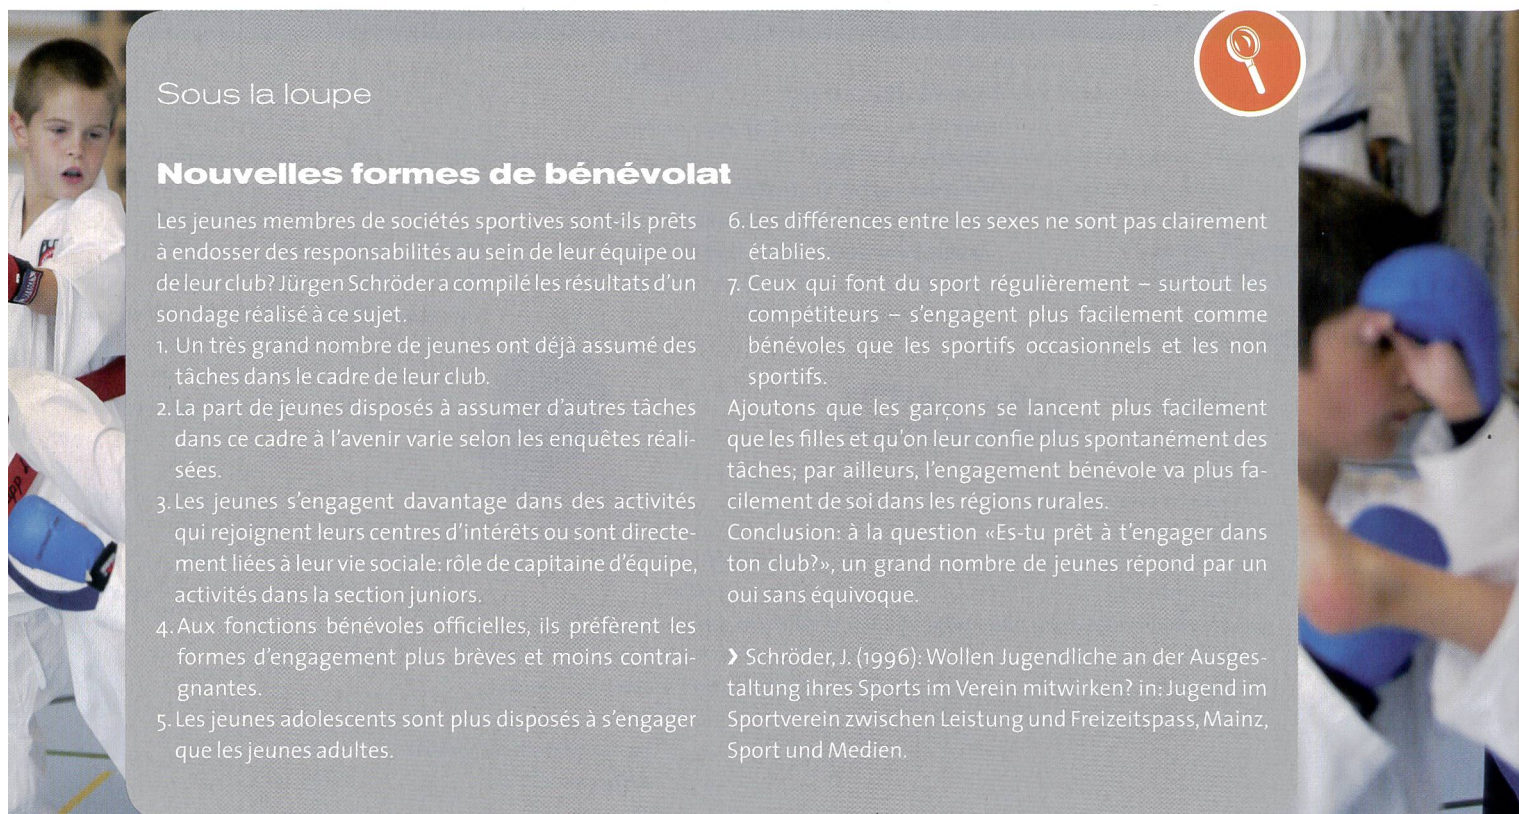 Sous la loupe
Nouvelles formes de bénévolat
Les jeunes membres de sociétés sportives sont-ils prêts
à endosser des responsabilités au sein de leur équipe ou
de leur club? Jürgen Schröder a compilé les résultats d'un
sondage réalisé à ce sujet.
1. Un très grand nombre de jeunes ont déjà assumé des
tâches dans le cadre de leur club.
2. La part de jeunes disposés à assumer d'autres tâches
dans ce cadre à l'avenir varie selon les enquêtes réali-
sées.
3. Les jeunes s'engagent davantage dans des activités
qui rejoignent leurs centres d'intérêts ou sont directe-
ment liées à leur vie sociale: rôle de capitaine d'équipe,
activités dans la section juniors.
4. Aux fonctions bénévoles officielles, ils préfèrent les
formes d'engagement plus brèves et moins contrai-
gnantes.
5. Les jeunes adolescents sont plus disposés à s'engager
que les jeunes adultes.
6. Les différences entre les sexes ne sont pas clairement
établies.
7. Ceux qui font du sport régulièrement – surtout les
compétiteurs – s'engagent plus facilement comme
bénévoles que les sportifs occasionnels et les non
sportifs.
Ajoutons que les garçons se lancent plus facilement
que les filles et qu'on leur confie plus spontanément des
tâches; par ailleurs, l'engagement bénévole va plus fa-
cilement de soi dans les régions rurales.
Conclusion: à la question «Es-tu prêt à t'engager dans
ton club?», un grand nombre de jeunes répond par un
oui sans équivoque.
❯ Schröder, J. (1996): Wollen Jugendliche an der Ausges-
taltung ihres Sports im Verein mitwirken? in: Jugend im
Sportverein zwischen Leistung und Freizeitspass, Mainz,
Sport und Medien.